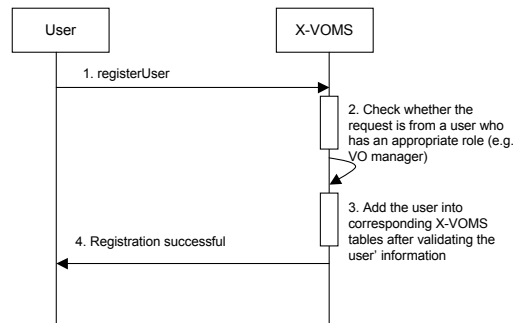 User
X-VOMS
1. registerUser
2. Check whether the
request is from a user who
has an appropriate role (e.g.
VO manager)
3. Add the user into
corresponding X-VOMS
tables after validating the
user' information
4. Registration successful